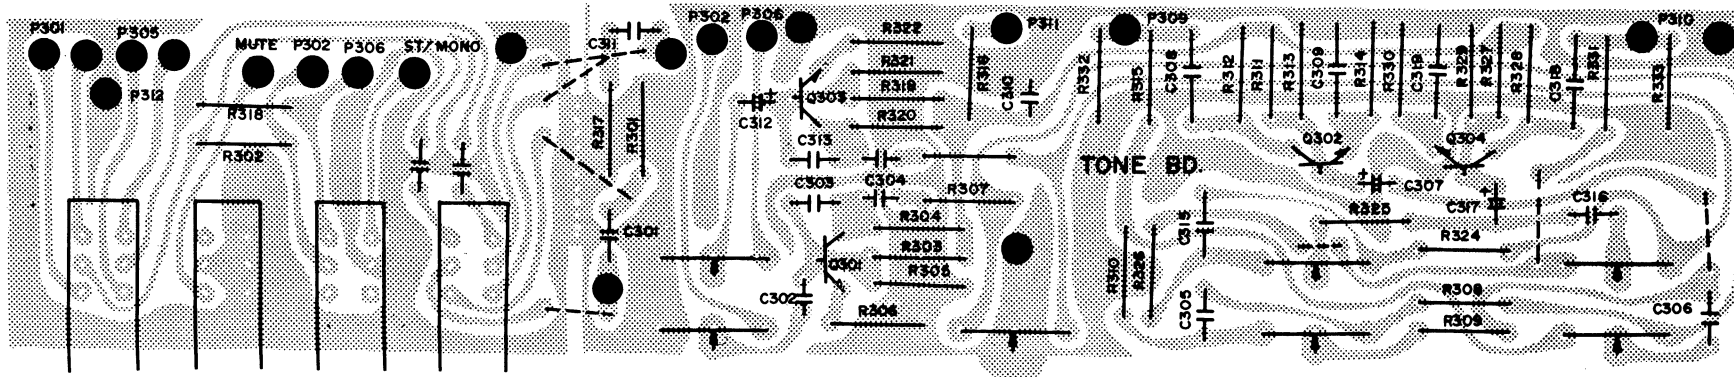 P301
P305
P312
MUTE
P302
P306
ST/MONO
R318
R302
C311
R317
R301
C301
P302
P306
R322
R321
R319
R320
Q303
C312
C313
C303
C304
R307
R304
R303
R305
Q301
C302
R306
R316
C310
P311
P309
R332
R315
C308
R312
R311
R313
C309
R314
R330
C319
R329
R327
R328
C318
R331
P310
R333
TONE BD.
Q302
Q304
C307
C317
C316
C315
R325
R324
R310
R326
C305
R308
R309
C306